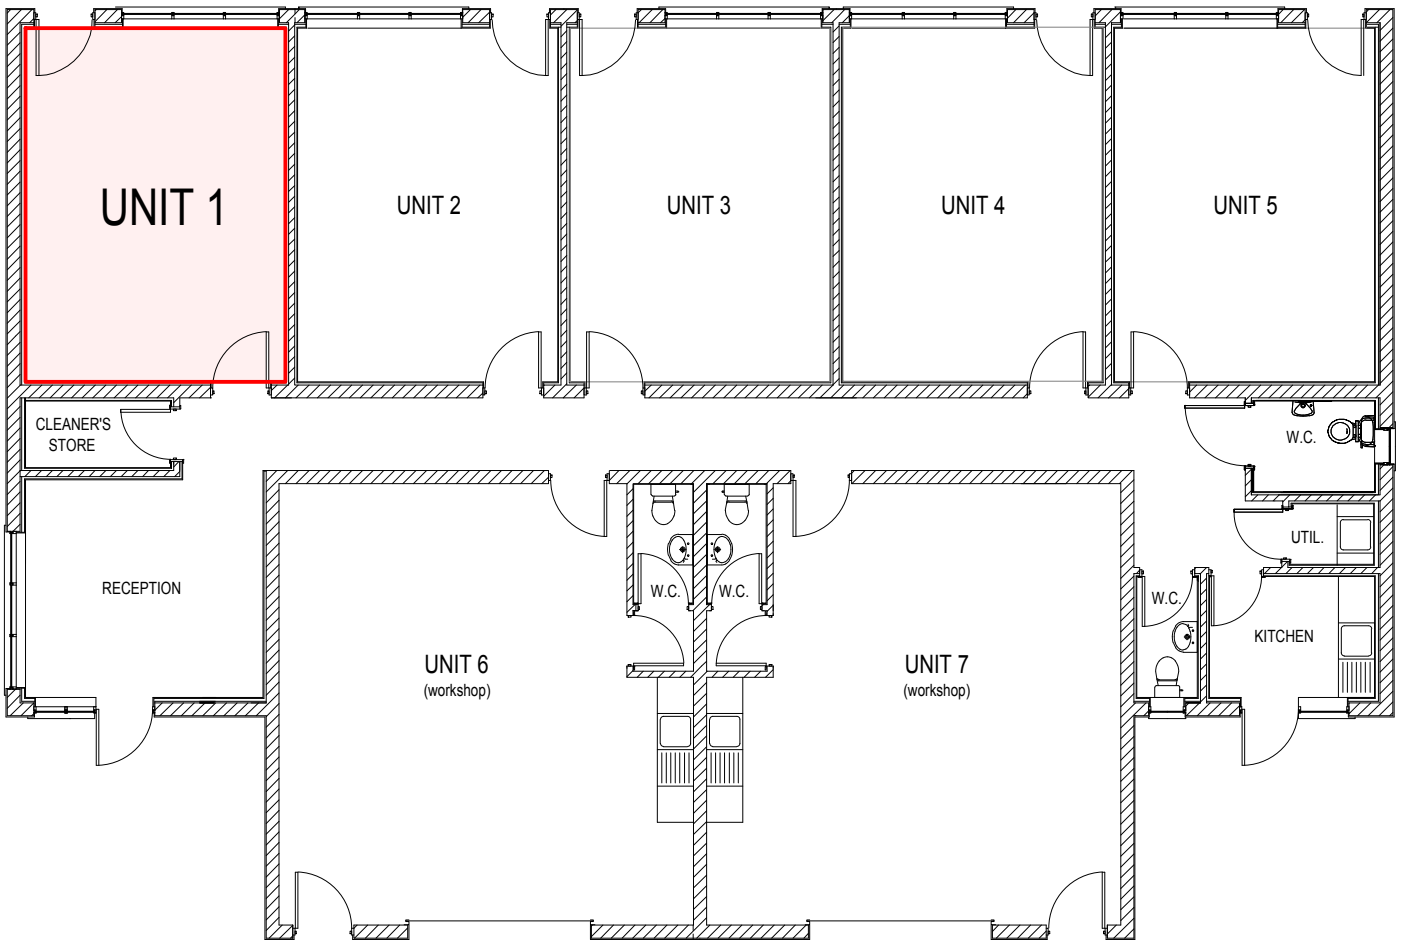 UNIT 1
UNIT 2
UNIT 3
UNIT 4
UNIT 5
CLEANER'S
STORE
W.C.
UTIL.
RECEPTION
W.C.
W.C.
W.C.
KITCHEN
UNIT 6
(workshop)
UNIT 7
(workshop)